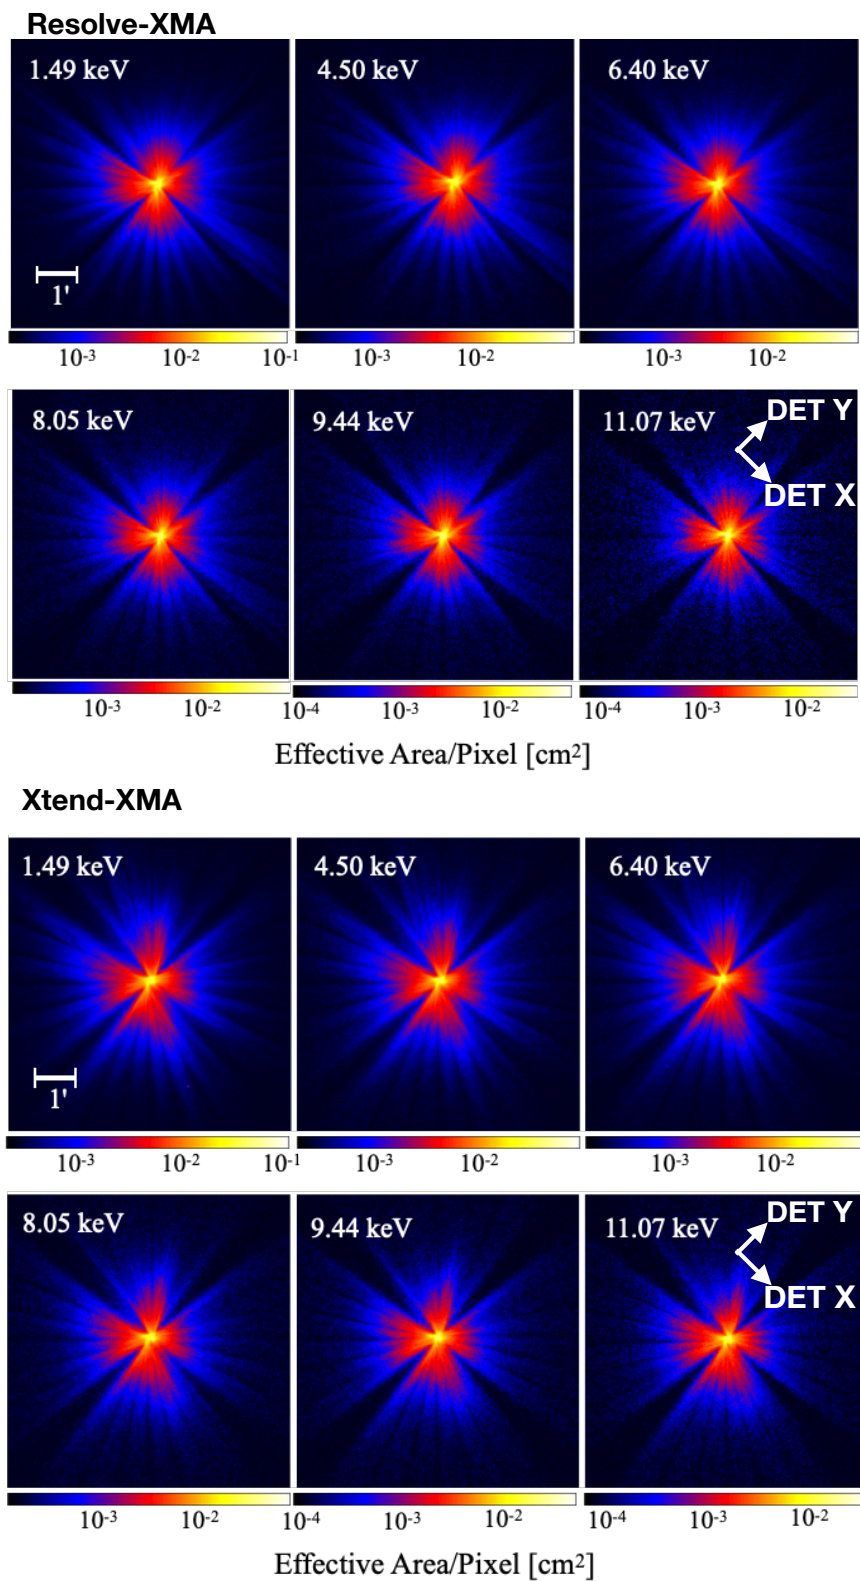 Resolve-XMA
1.49 keV 4.50 keV 6.40 keV
1'
10-3 10-2 10-1 10-3 10-2 10-3 10-2
8.05 keV 9.44 keV 11.07 keV DET Y
DET X
10-3 10-2 10-4 10-3 10-2 10-4 10-3 10-2
Effective Area/Pixel [cm2]
Xtend-XMA
1.49 keV 4.50 keV 6.40 keV
1'
10-3 10-2 10-1 10-3 10-2 10-3 10-2
8.05 keV 9.44 keV 11.07 keV DET Y
DET X
10-3 10-2 10-4 10-3 10-2 10-4 10-3 10-2
Effective Area/Pixel [cm2]